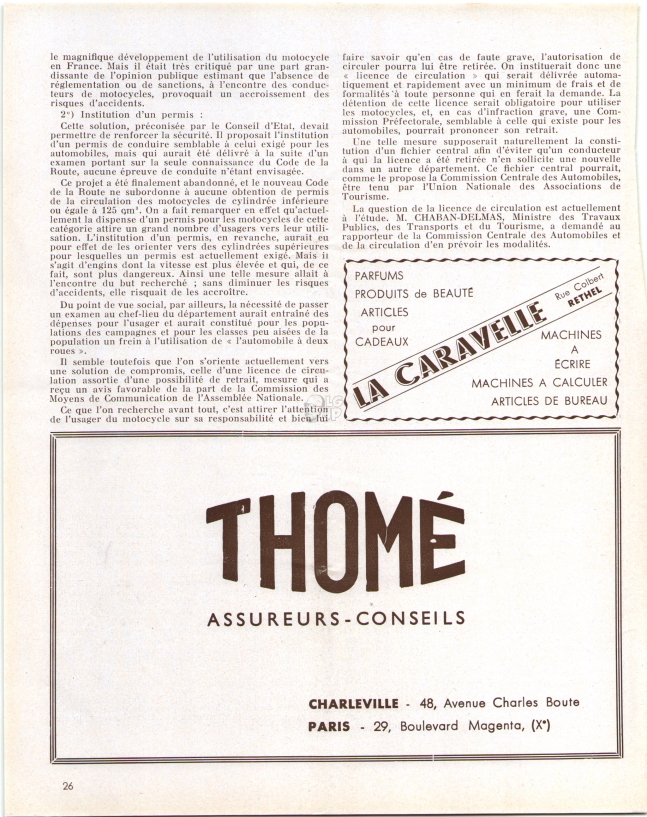 le magnifique développement de l'utilisation du motocycle
en France. Mais il était très critiqué par une part gran-
dissante de l'opinion publique estimant que l'absence de
réglementation ou de sanctions, à l'encontre des conduc-
teurs de motocycles, provoquait un accroissement des
risques d'accidents.
2°) Institution d'un permis :
Cette solution, préconisée par le Conseil d'Etat, devait
permettre de renforcer la sécurité. Il proposait l'institution
d'un permis de conduire semblable à celui exigé pour les
automobiles, mais qui aurait été délivré à la suite d'un
examen portant sur la seule connaissance du Code de la
Route, aucune épreuve de conduite n'étant envisagée.
Ce projet a été finalement abandonné, et le nouveau Code
de la Route ne subordonne à aucune obtention de permis
de la circulation des motocycles de cylindrée inférieure
ou égale à 125 cm³. On a fait remarquer en effet qu'actuel-
lement la dispense d'un permis pour les motocycles de cette
catégorie attire un grand nombre d'usagers vers leur utili-
sation. L'institution d'un permis, en revanche, aurait eu
pour effet de les orienter vers des cylindrées supérieures
pour lesquelles un permis est actuellement exigé. Mais il
s'agit d'engins dont la vitesse est plus élevée et qui, de ce
fait, sont plus dangereux. Ainsi une telle mesure allait à
l'encontre du but recherché ; sans diminuer les risques
d'accidents, elle risquait de les accroître.
Du point de vue social, par ailleurs, la nécessité de passer
un examen au chef-lieu du département aurait entraîné des
dépenses pour l'usager et aurait constitué pour les popu-
lations des campagnes et pour les classes peu aisées de la
population un frein à l'utilisation de « l'automobile à deux
roues ».
Il semble toutefois que l'on s'oriente actuellement vers
une solution de compromis, celle d'une licence de circu-
lation assortie d'une possibilité de retrait, mesure qui a
reçu un avis favorable de la part de la Commission des
Moyens de Communication de l'Assemblée Nationale.
Ce que l'on recherche avant tout, c'est attirer l'attention
de l'usager du motocycle sur sa responsabilité et bien lui
faire savoir qu'en cas de faute grave, l'autorisation de
circuler pourra lui être retirée. On instituerait donc une
« licence de circulation » qui serait délivrée automa-
tiquement et rapidement avec un minimum de frais et de
formalités à toute personne qui en ferait la demande. La
détention de cette licence serait obligatoire pour utiliser
les motocycles, et, en cas d'infraction grave, une Com-
mission Préfectorale, semblable à celle qui existe pour les
automobiles, pourrait prononcer son retrait.
Une telle mesure supposerait naturellement la consti-
tution d'un fichier central afin d'éviter qu'un conducteur
à qui la licence a été retirée n'en sollicite une nouvelle
dans un autre département. Ce fichier central pourrait,
comme le propose la Commission Centrale des Automobiles,
être tenu par l'Union Nationale des Associations de
Tourisme.
La question de la licence de circulation est actuellement
à l'étude. M. CHABAN-DELMAS, Ministre des Travaux
Publics, des Transports et du Tourisme, a demandé au
rapporteur de la Commission Centrale des Automobiles et
de la circulation d'en prévoir les modalités.
PARFUMS
PRODUITS de BEAUTÉ
ARTICLES
pour
CADEAUX
LA CARAVELLE
Rue Colbert
RETHEL
MACHINES
A
ÉCRIRE
MACHINES A CALCULER
ARTICLES DE BUREAU
THOMÉ
ASSUREURS-CONSEILS
CHARLEVILLE - 48, Avenue Charles Boute
PARIS - 29, Boulevard Magenta, (X°)
26